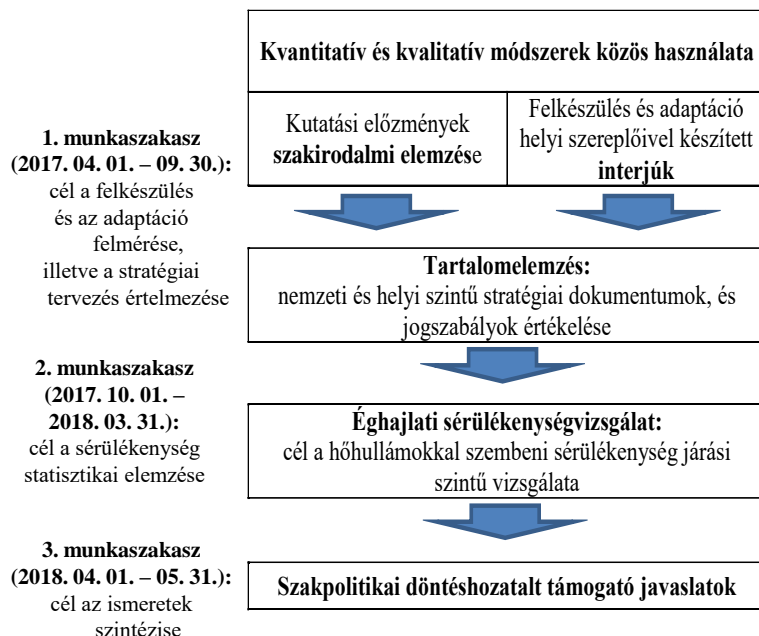 Kvantitatív és kvalitatív módszerek közös használata
Kutatási előzmények
szakirodalmi elemzése
Felkészülés és adaptáció
helyi szereplőivel készített
interjúk
1. munkaszakasz
(2017. 04. 01. – 09. 30.):
cél a felkészülés
és az adaptáció
felmérése,
illetve a stratégiai
tervezés értelmezése
Tartalomelemzés:
nemzeti és helyi szintű stratégiai dokumentumok, és
jogszabályok értékelése
2. munkaszakasz
(2017. 10. 01. –
2018. 03. 31.):
cél a sérülékenység
statisztikai elemzése
Éghajlati sérülékenységvizsgálat:
cél a hőhullámokkal szembeni sérülékenység járási
szintű vizsgálata
3. munkaszakasz
(2018. 04. 01. – 05. 31.):
cél az ismeretek
szintézise
Szakpolitikai döntéshozatalt támogató javaslatok